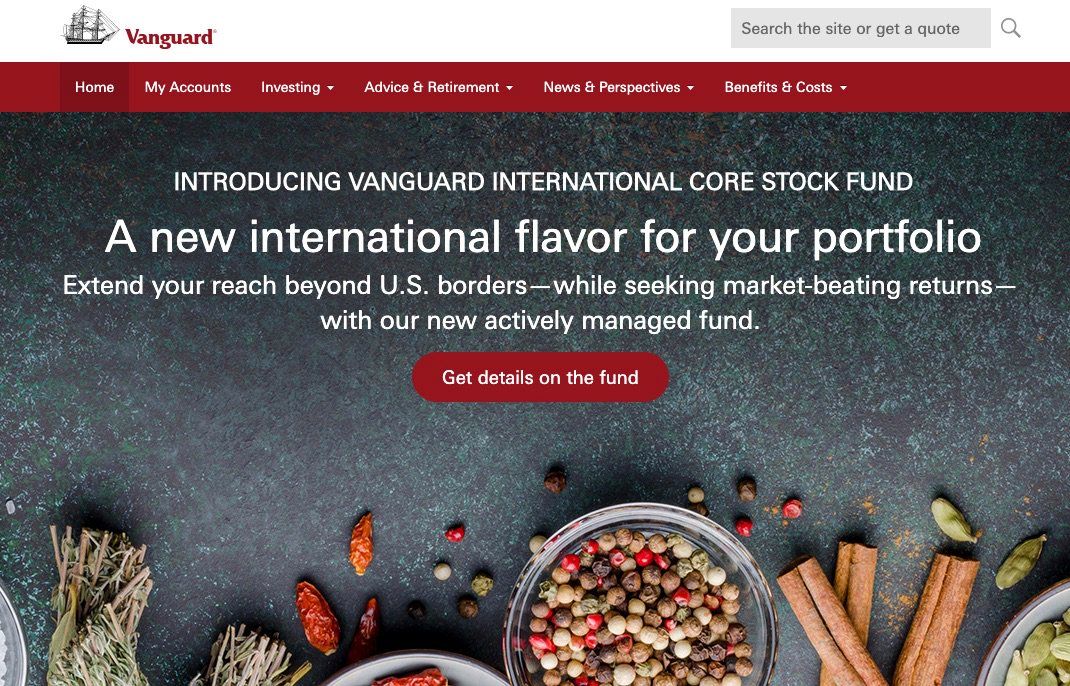 Vanguard®
Search the site or get a quote
Home My Accounts Investing Advice & Retirement News & Perspectives Benefits & Costs
INTRODUCING VANGUARD INTERNATIONAL CORE STOCK FUND
A new international flavor for your portfolio
Extend your reach beyond U.S. borders—while seeking market-beating returns—
with our new actively managed fund.
Get details on the fund